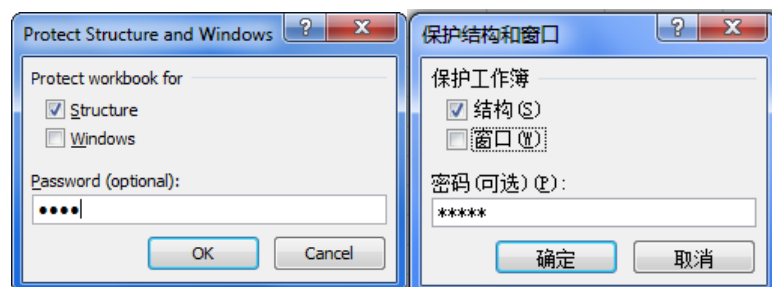 Protect Structure and Windows
Protect workbook for
Structure
Windows
Password (optional):
••••
OK Cancel
保护结构和窗口
保护工作簿
结构(S)
窗口(W)
密码(可选)(P):
*****
确定 取消